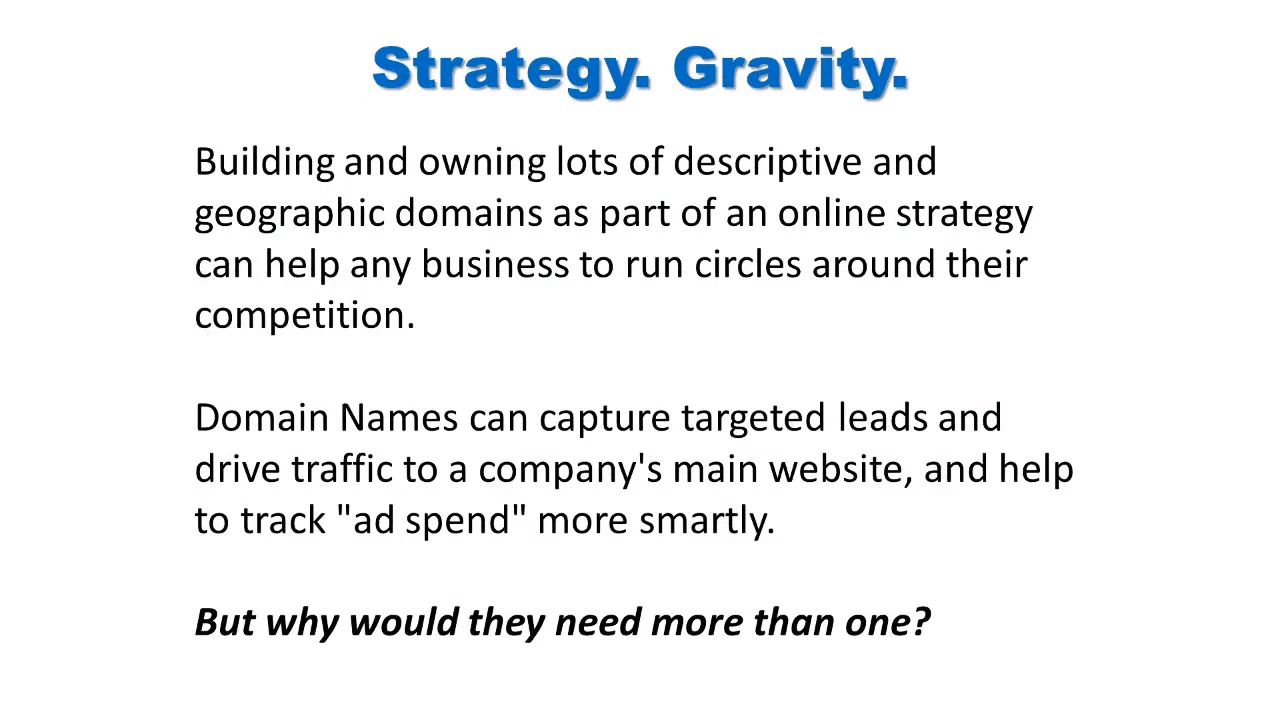 Strategy. Gravity.
Building and owning lots of descriptive and
geographic domains as part of an online strategy
can help any business to run circles around their
competition.
Domain Names can capture targeted leads and
drive traffic to a company's main website, and help
to track "ad spend" more smartly.
But why would they need more than one?